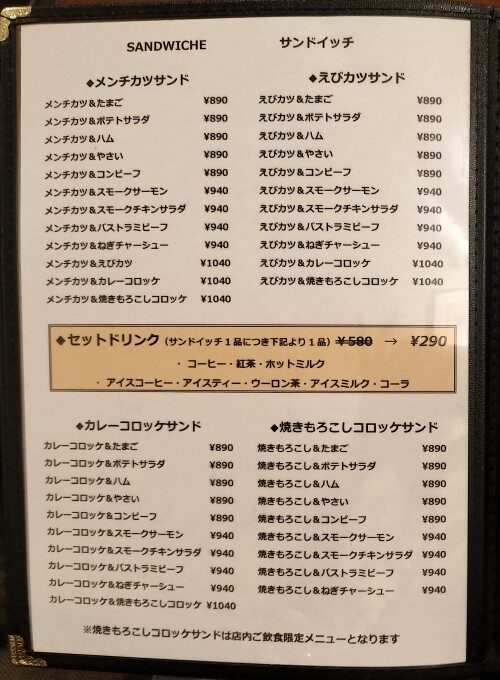 SANDWICHE サンドイッチ
◆メンチカツサンド
メンチカツ&たまご ¥890
メンチカツ&ポテトサラダ ¥890
メンチカツ&ハム ¥890
メンチカツ&やさい ¥890
メンチカツ&コンビーフ ¥890
メンチカツ&スモークサーモン ¥940
メンチカツ&スモークチキンサラダ ¥940
メンチカツ&パストラミビーフ ¥940
メンチカツ&ねぎチャーシュー ¥940
メンチカツ&えびカツ ¥1040
メンチカツ&カレーコロッケ ¥1040
メンチカツ&焼きもろこしコロッケ ¥1040
◆えびカツサンド
えびカツ&たまご ¥890
えびカツ&ポテトサラダ ¥890
えびカツ&ハム ¥890
えびカツ&やさい ¥890
えびカツ&コンビーフ ¥890
えびカツ&スモークサーモン ¥940
えびカツ&スモークチキンサラダ ¥940
えびカツ&パストラミビーフ ¥940
えびカツ&ねぎチャーシュー ¥940
えびカツ&カレーコロッケ ¥1040
えびカツ&焼きもろこしコロッケ ¥1040
◆セットドリンク (サンドイッチ1品につき下記より1品) ¥580 → ¥290
・コーヒー・紅茶・ホットミルク
・アイスコーヒー・アイスティー・ウーロン茶・アイスミルク・コーラ
◆カレーコロッケサンド
カレーコロッケ&たまご ¥890
カレーコロッケ&ポテトサラダ ¥890
カレーコロッケ&ハム ¥890
カレーコロッケ&やさい ¥890
カレーコロッケ&コンビーフ ¥890
カレーコロッケ&スモークサーモン ¥940
カレーコロッケ&スモークチキンサラダ ¥940
カレーコロッケ&パストラミビーフ ¥940
カレーコロッケ&ねぎチャーシュー ¥940
カレーコロッケ&焼きもろこしコロッケ ¥1040
◆焼きもろこしコロッケサンド
焼きもろこし&たまご ¥890
焼きもろこし&ポテトサラダ ¥890
焼きもろこし&ハム ¥890
焼きもろこし&やさい ¥890
焼きもろこし&コンビーフ ¥890
焼きもろこし&スモークサーモン ¥940
焼きもろこし&スモークチキンサラダ ¥940
焼きもろこし&パストラミビーフ ¥940
焼きもろこし&ねぎチャーシュー ¥940
※焼きもろこしコロッケサンドは店内ご飲食限定メニューとなります